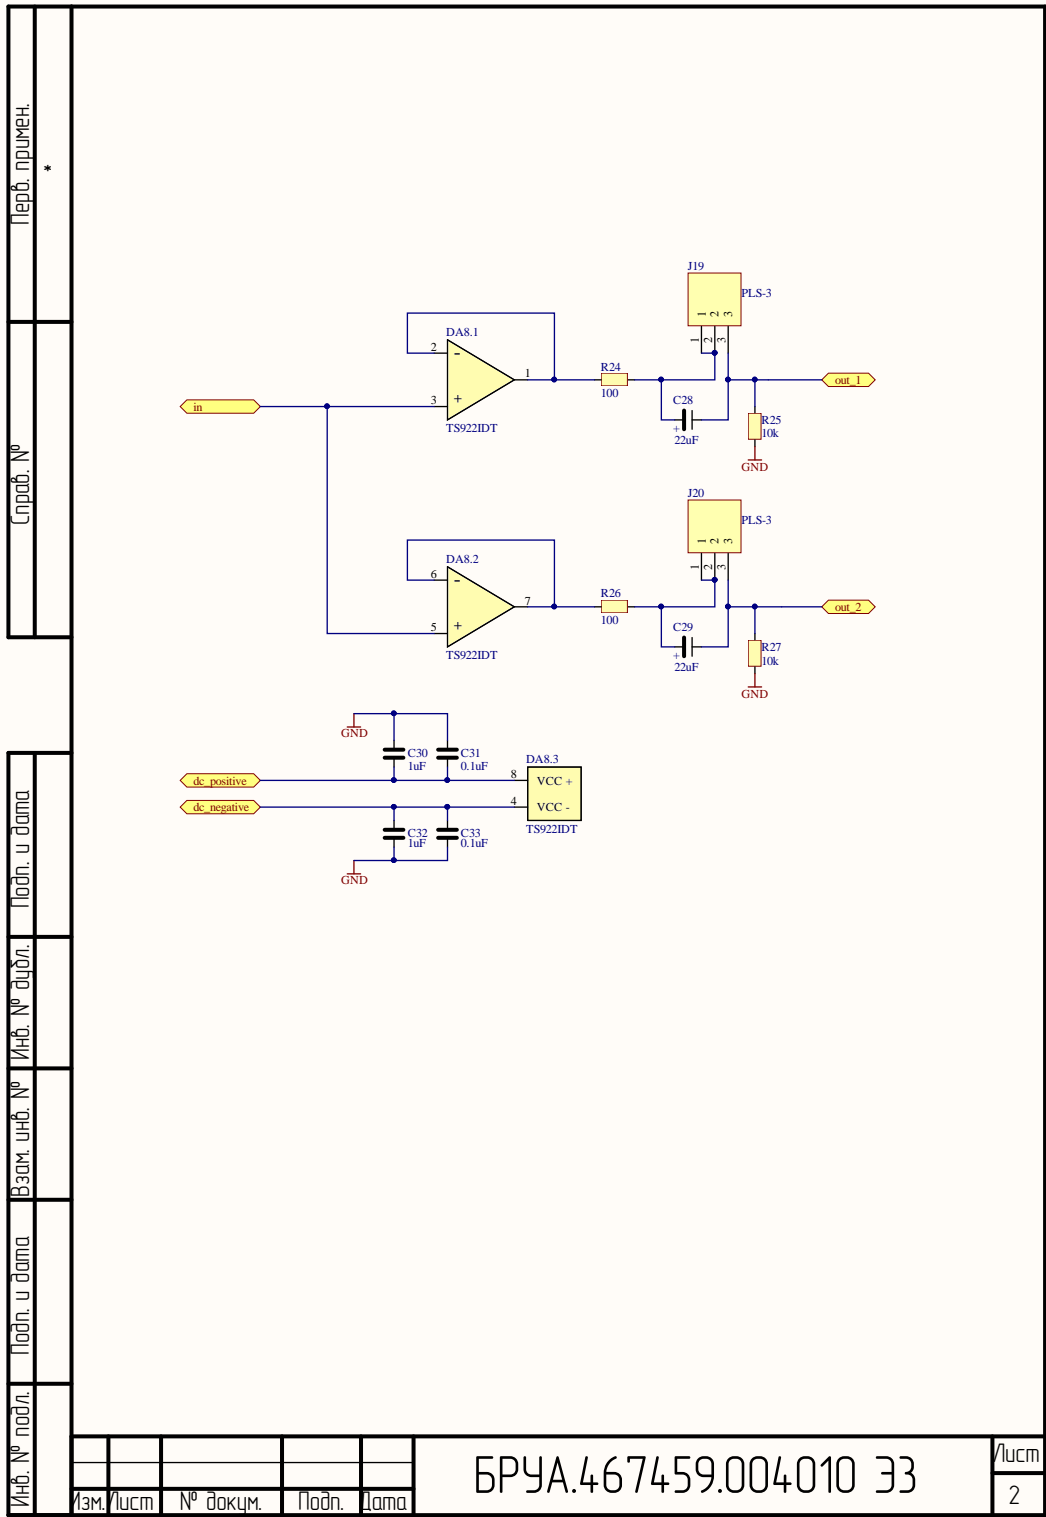 Перв. примен.
*
Справ. №
Подп. и дата
Инв. № дубл.
Взам. инв. №
Подп. и дата
Инв. № подл.
J19
PLS-3
1 2 3
1 2 3
DA8.1
2
-
1
3
+
TS922IDT
R24
100
C28
+
22uF
in
out_1
R25
10k
GND
J20
PLS-3
1 2 3
1 2 3
DA8.2
6
-
7
5
+
TS922IDT
R26
100
C29
+
22uF
out_2
R27
10k
GND
GND
C30
1uF
C31
0.1uF
DA8.3
dc_positive
8
VCC +
dc_negative
4
VCC -
TS922IDT
C32
1uF
C33
0.1uF
GND
БРУА.467459.004010 Э3
Лист
2
Изм. Лист № докум. Подп. Дата